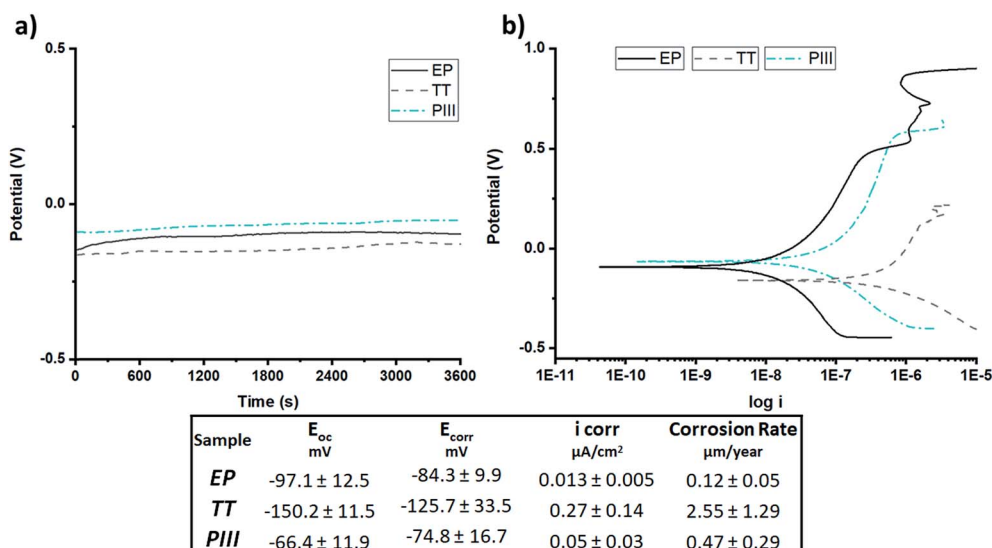 a)
0.5
0.0
-0.5
Potential (V)
EP
TT
PIII
0 600 1200 1800 2400 3000 3600
Time (s)
b)
EP TT PIII
1.0
0.5
0.0
-0.5
Potential (V)
1E-11 1E-10 1E-9 1E-8 1E-7 1E-6 1E-5
log i
Sample Eoc mV Ecorr mV i corr µA/cm² Corrosion Rate µm/year
EP -97.1 ± 12.5 -84.3 ± 9.9 0.013 ± 0.005 0.12 ± 0.05
TT -150.2 ± 11.5 -125.7 ± 33.5 0.27 ± 0.14 2.55 ± 1.29
PIII -66.4 ± 11.9 -74.8 ± 16.7 0.05 ± 0.03 0.47 ± 0.29